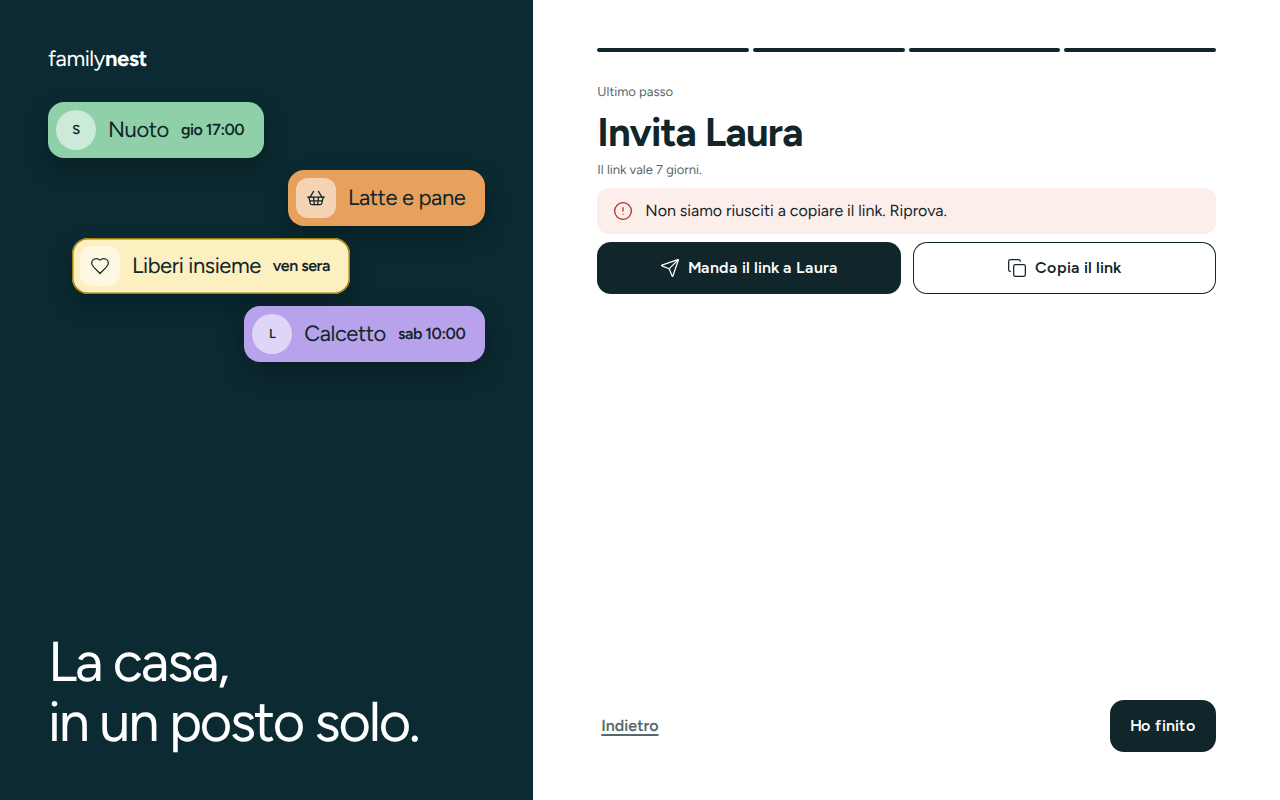 familynest
S Nuoto gio 17:00
Latte e pane
Liberi insieme ven sera
L Calcetto sab 10:00
La casa,
in un posto solo.
Ultimo passo
Invita Laura
Il link vale 7 giorni.
Non siamo riusciti a copiare il link. Riprova.
Manda il link a Laura
Copia il link
Indietro
Ho finito